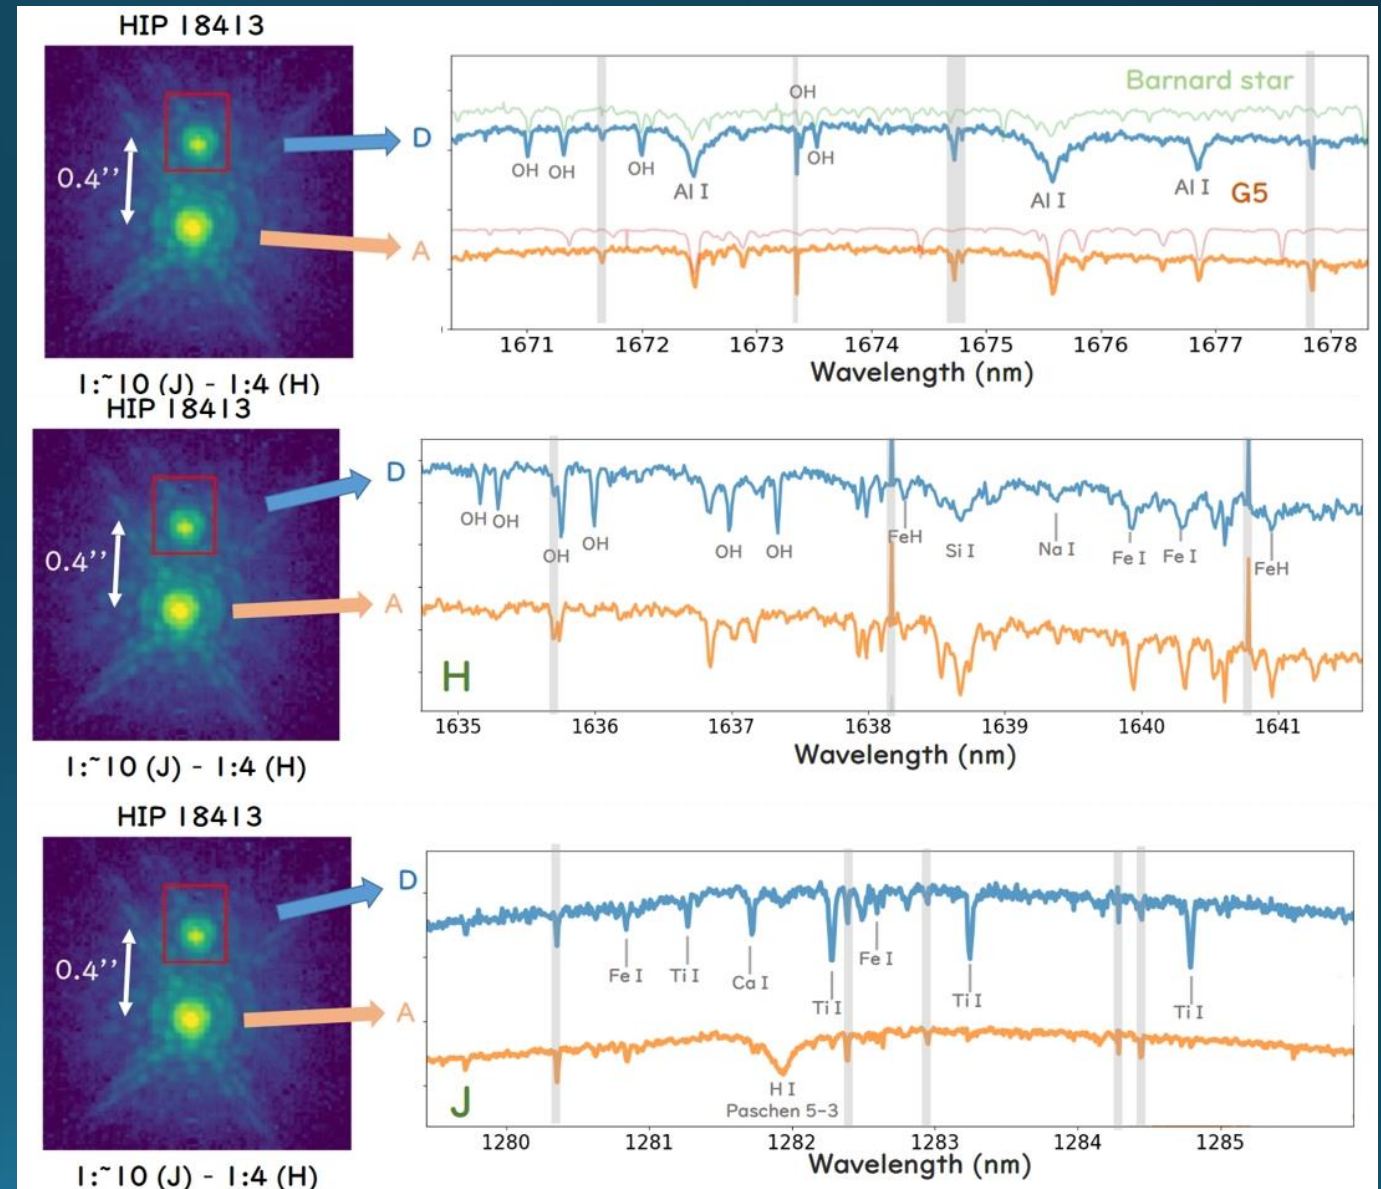 HIP 18413
0.4’’
1:~10 (J) - 1:4 (H)
D
A
Barnard star
OH
OH OH OH Al I OH Al I Al I
G5
1671 1672 1673 1674 1675 1676 1677 1678
Wavelength (nm)
HIP 18413
0.4’’
1:~10 (J) - 1:4 (H)
D
A
OH OH OH OH OH OH FeH Si I Na I Fe I Fe I FeH
H
1635 1636 1637 1638 1639 1640 1641
Wavelength (nm)
HIP 18413
0.4’’
1:~10 (J) - 1:4 (H)
D
A
Fe I Ti I Ca I Ti I Fe I Ti I Ti I
H I
Paschen 5-3
J
1280 1281 1282 1283 1284 1285
Wavelength (nm)